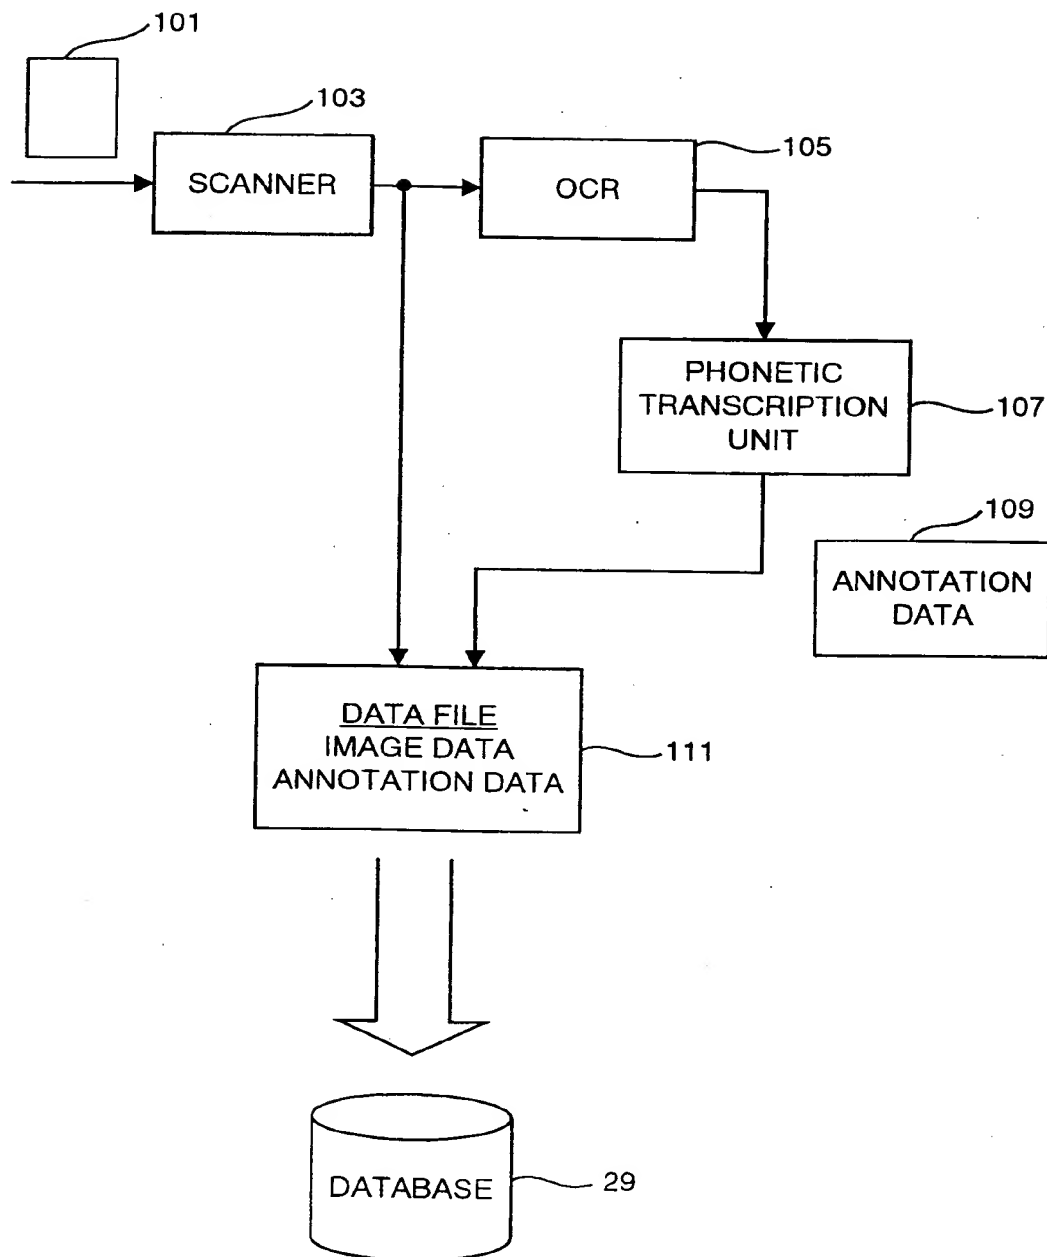 101
103
SCANNER
105
OCR
PHONETIC
TRANSCRIPTION
UNIT
107
109
ANNOTATION
DATA
DATA FILE
IMAGE DATA
ANNOTATION DATA
111
DATABASE
29